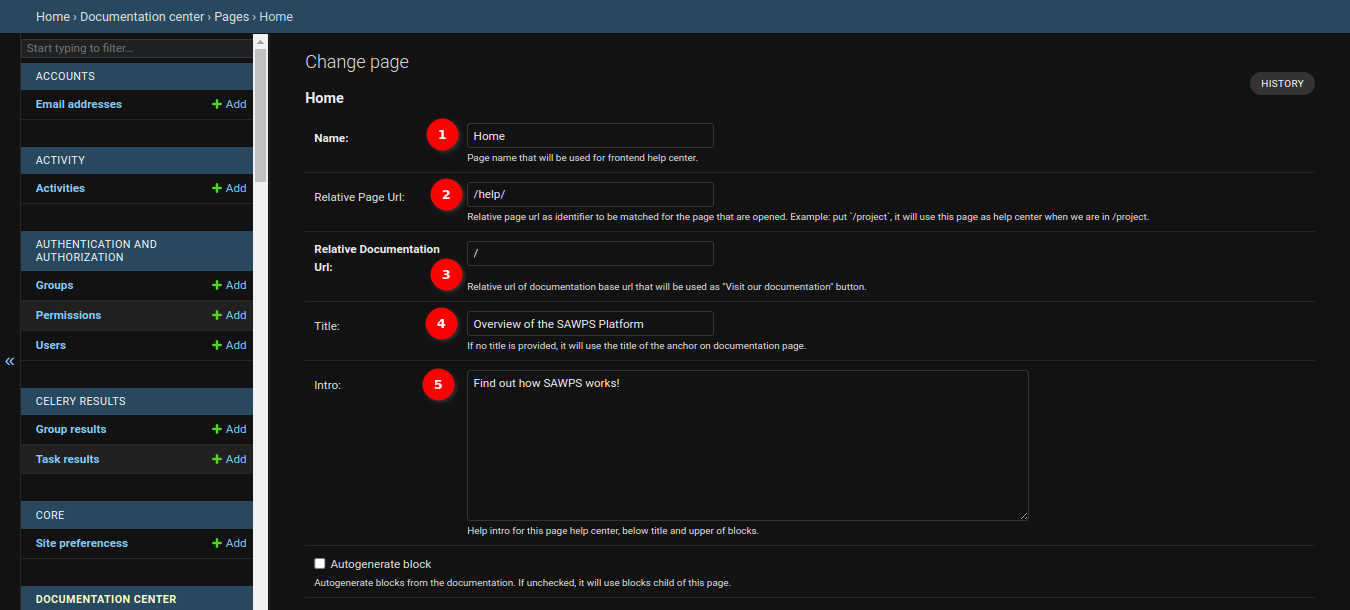 Home › Documentation center › Pages › Home
Start typing to filter...
ACCOUNTS
Email addresses
Add
ACTIVITY
Activities
Add
AUTHENTICATION AND
AUTHORIZATION
Groups
Add
Permissions
Add
Users
Add
«
CELERY RESULTS
Group results
Add
Task results
Add
CORE
Site preferencess
Add
DOCUMENTATION CENTER
Change page
HISTORY
Home
Name:
1
Home
Page name that will be used for frontend help center.
Relative Page Url:
2
/help/
Relative page url as identifier to be matched for the page that are opened. Example: put `/project`, it will use this page as help center when we are in /project.
Relative Documentation
Url:
3
/
Relative url of documentation base url that will be used as "Visit our documentation" button.
Title:
4
Overview of the SAWPS Platform
If no title is provided, it will use the title of the anchor on documentation page.
Intro:
5
Find out how SAWPS works!
Help intro for this page help center, below title and upper of blocks.
Autogenerate block
Autogenerate blocks from the documentation. If unchecked, it will use blocks child of this page.